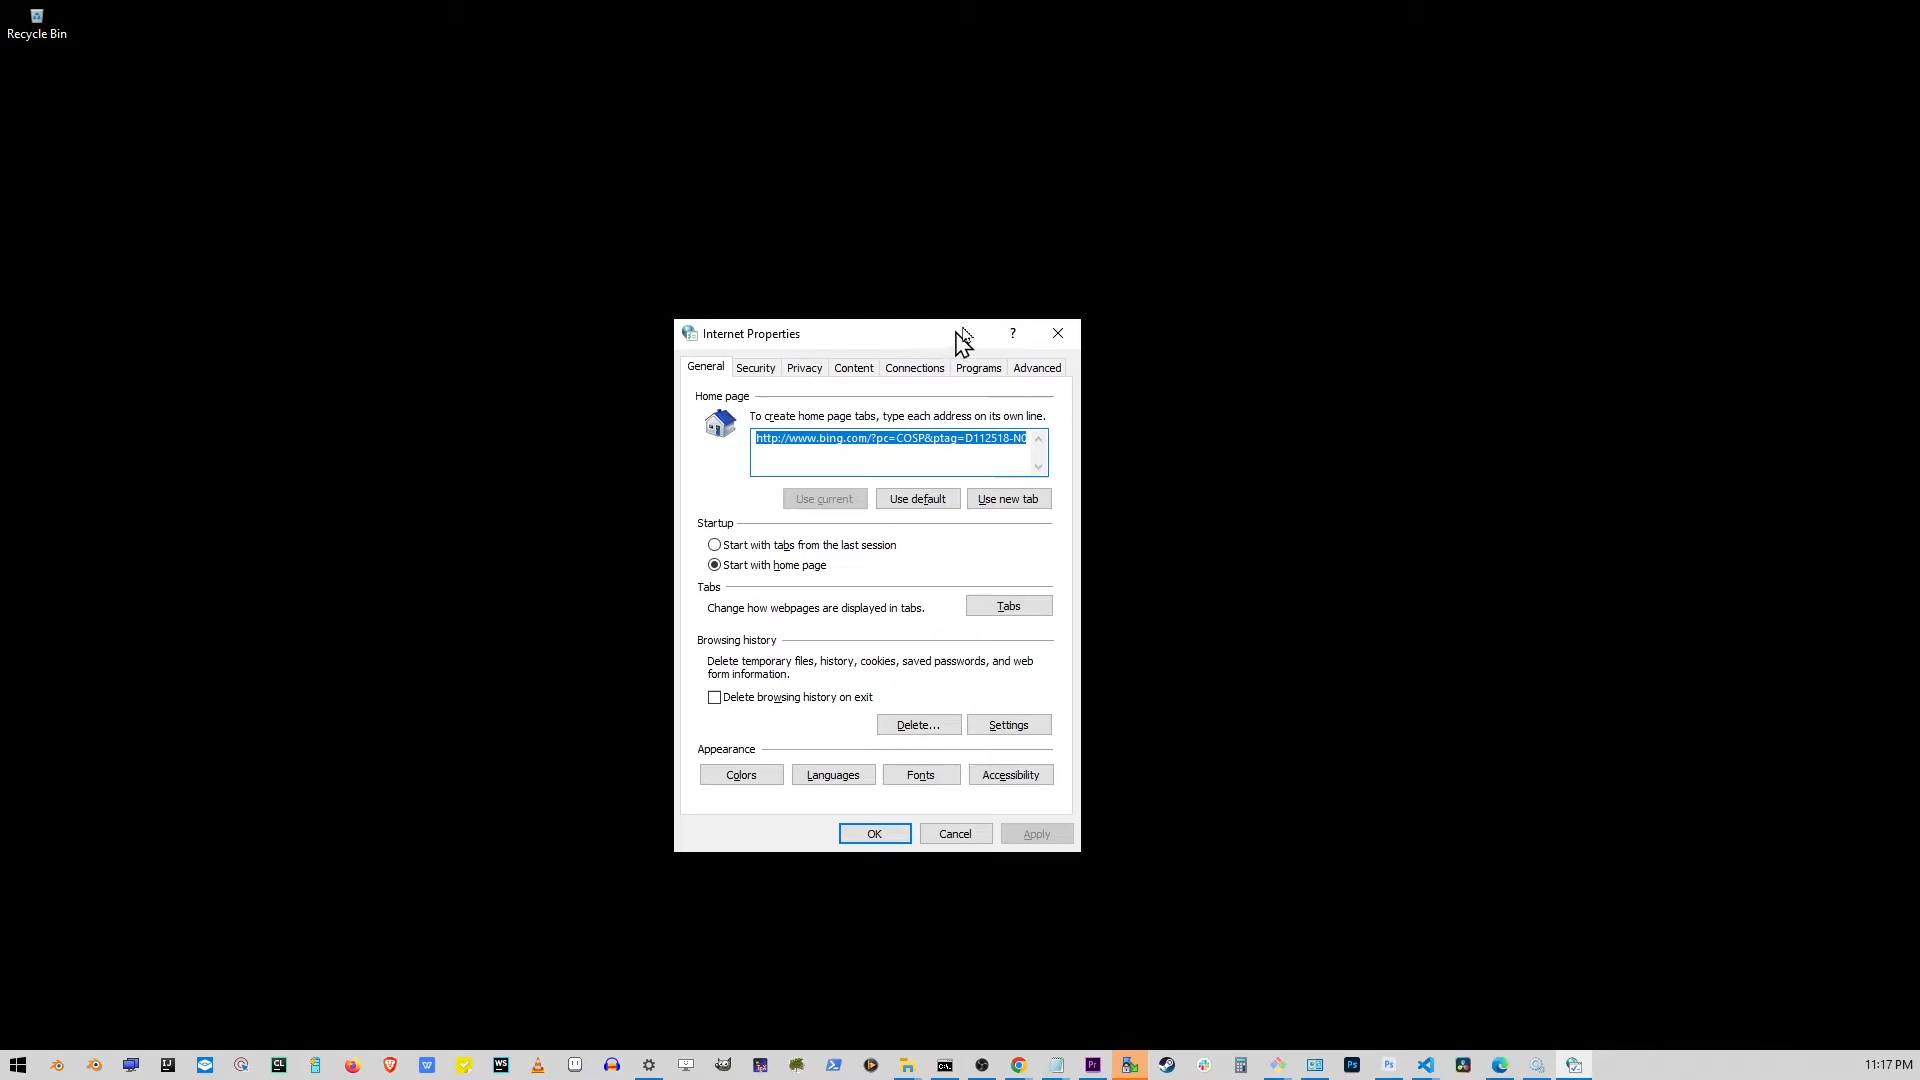 Recycle Bin
Internet Properties
?
General Security Privacy Content Connections Programs Advanced
Home page
To create home page tabs, type each address on its own line.
http://www.bing.com/?pc=COSP&ptag=D112518-N0
Use current Use default Use new tab
Startup
Start with tabs from the last session
Start with home page
Tabs
Change how webpages are displayed in tabs.
Tabs
Browsing history
Delete temporary files, history, cookies, saved passwords, and web
form information.
Delete browsing history on exit
Delete... Settings
Appearance
Colors Languages Fonts Accessibility
OK Cancel Apply
11:17 PM